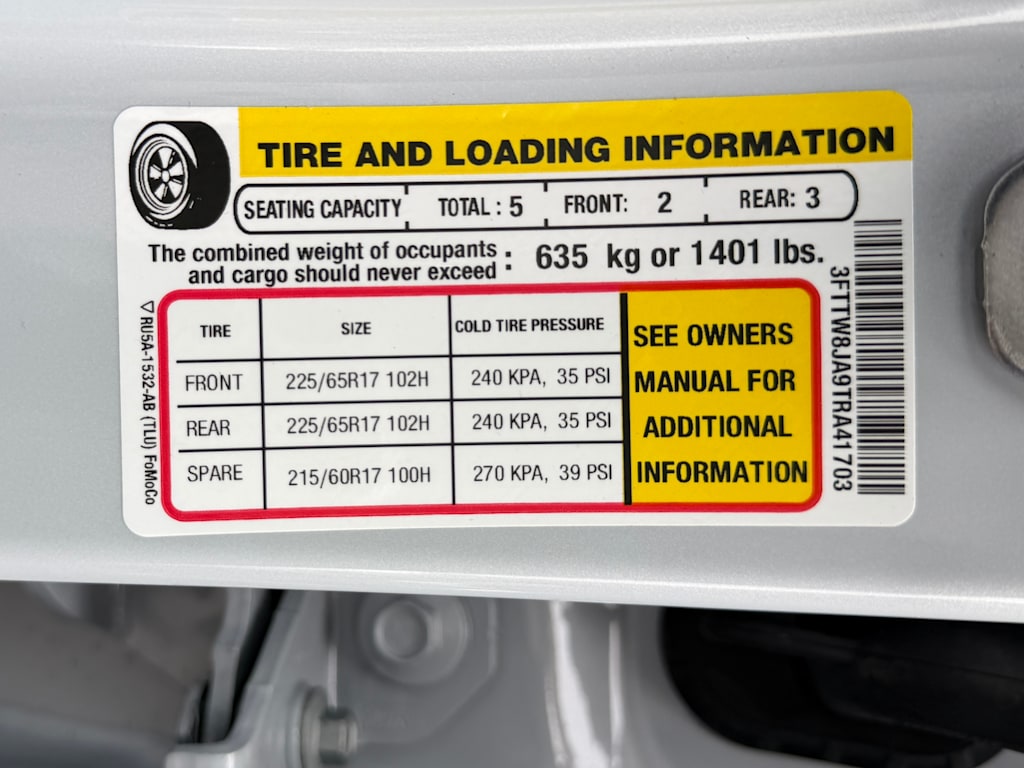 TIRE AND LOADING INFORMATION
SEATING CAPACITY TOTAL : 5 FRONT: 2 REAR: 3
The combined weight of occupants
and cargo should never exceed : 635 kg or 1401 lbs.
TIRE SIZE COLD TIRE PRESSURE
FRONT 225/65R17 102H 240 KPA, 35 PSI
REAR 225/65R17 102H 240 KPA, 35 PSI
SPARE 215/60R17 100H 270 KPA, 39 PSI
SEE OWNERS
MANUAL FOR
ADDITIONAL
INFORMATION
3FTTW8JA9TRA41703
RU5A-1532-AB (TLU) FoMoCo